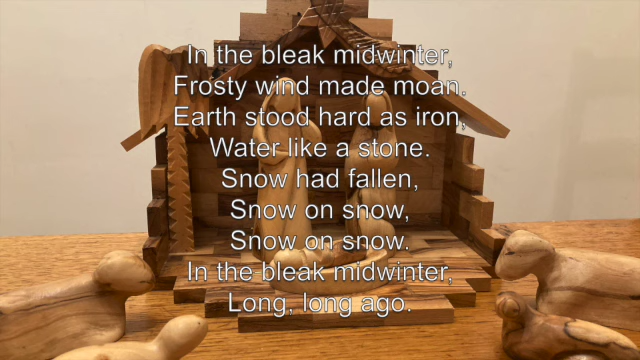 In the bleak midwinter,
Frosty wind made moan.
Earth stood hard as iron,
Water like a stone.
Snow had fallen,
Snow on snow,
Snow on snow.
In the bleak midwinter,
Long, long ago.